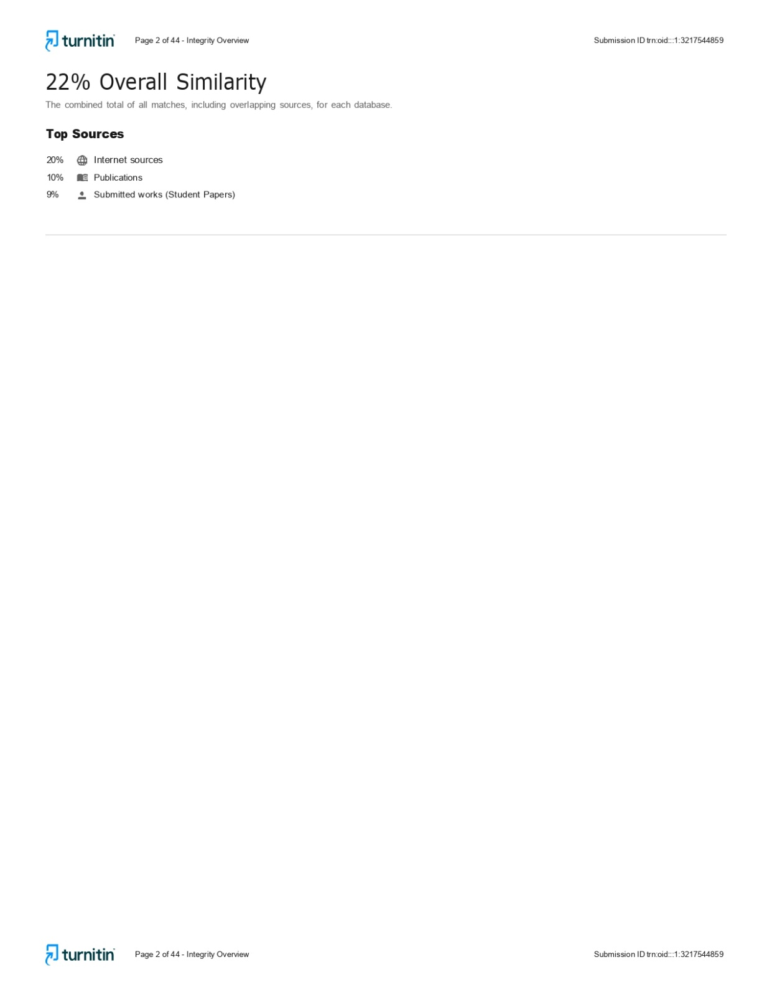 turnitin Page 2 of 44 - Integrity Overview Submission ID trn:oid:::1:3217544859
22% Overall Similarity
The combined total of all matches, including overlapping sources, for each database.
Top Sources
20% Internet sources
10% Publications
9% Submitted works (Student Papers)
turnitin Page 2 of 44 - Integrity Overview Submission ID trn:oid:::1:3217544859